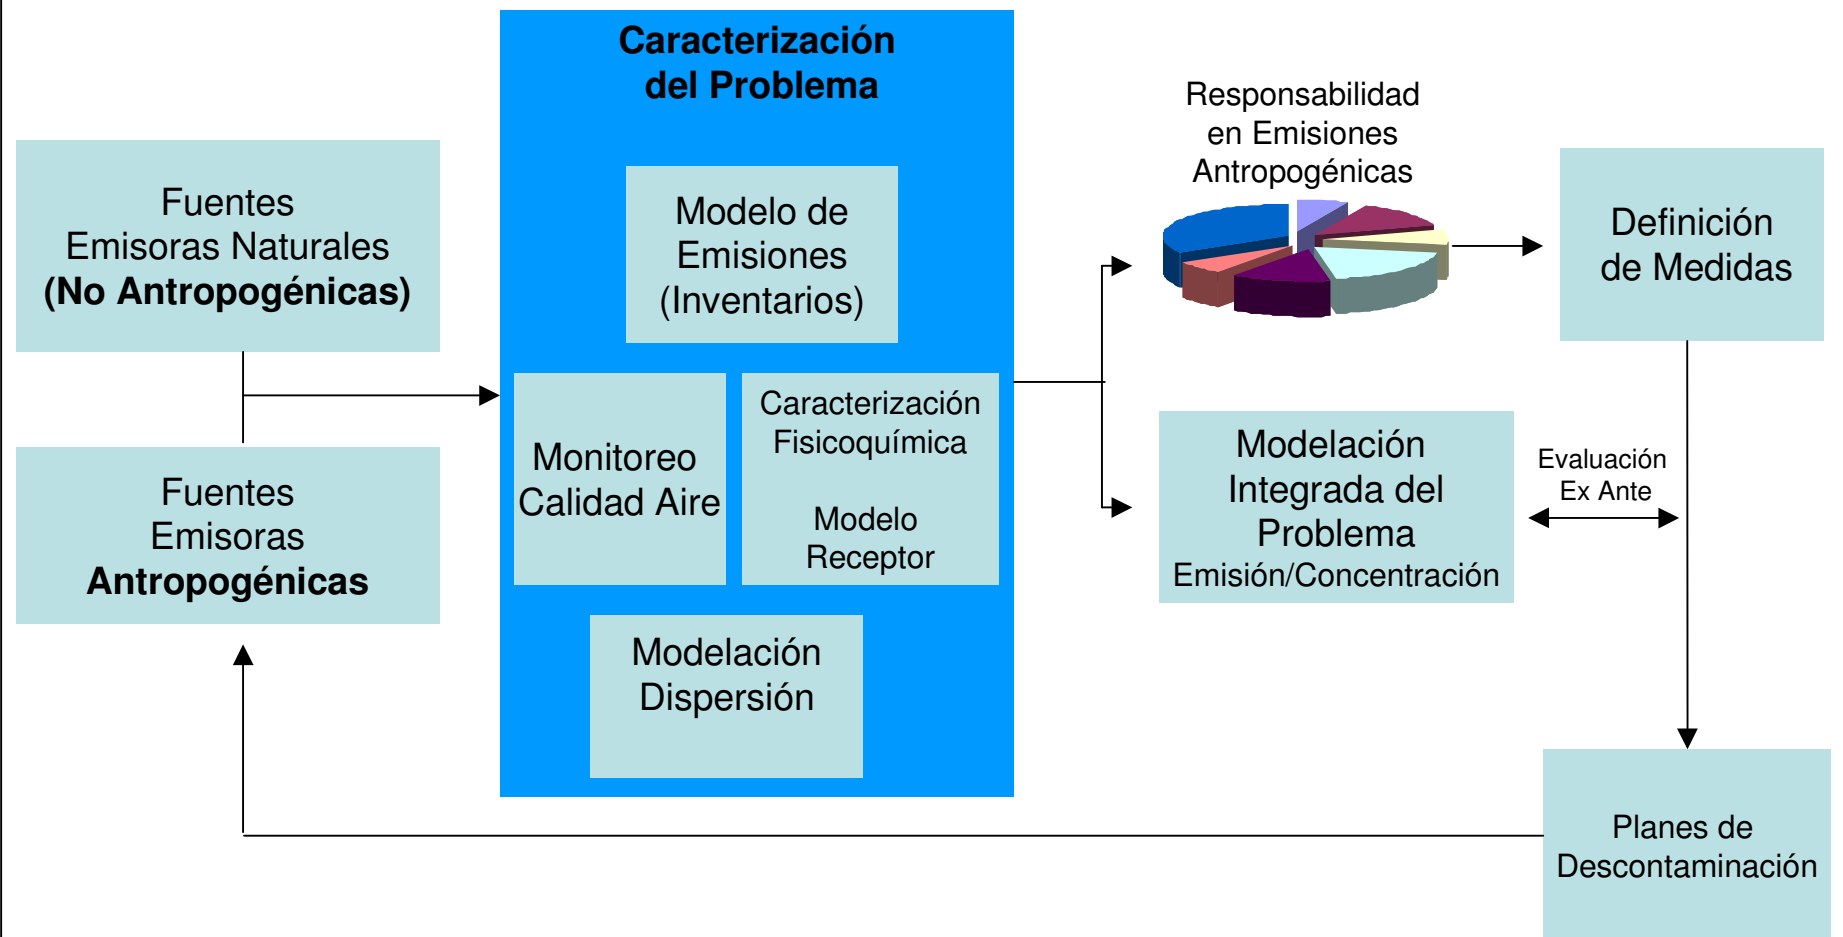 Caracterización
del Problema
Fuentes
Emisoras Naturales
(No Antropogénicas)
Fuentes
Emisoras
Antropogénicas
Modelo de
Emisiones
(Inventarios)
Monitoreo
Calidad Aire
Caracterización
Fisicoquímica
Modelo
Receptor
Modelación
Dispersión
Responsabilidad
en Emisiones
Antropogénicas
Modelación
Integrada del
Problema
Emisión/Concentración
Evaluación
Ex Ante
Definición
de Medidas
Planes de
Descontaminación